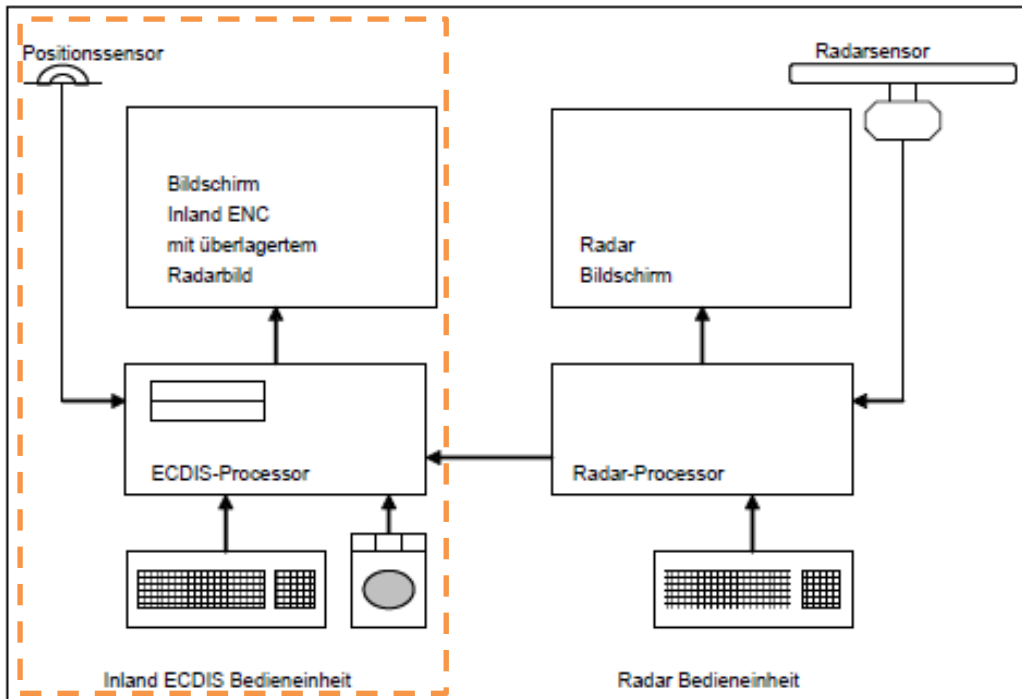 Positionssensor
Radarsensor
Bildschirm
Inland ENC
mit überlagertem
Radarbild
Radar
Bildschirm
ECDIS-Processor
Radar-Processor
Inland ECDIS Bedieneinheit
Radar Bedieneinheit